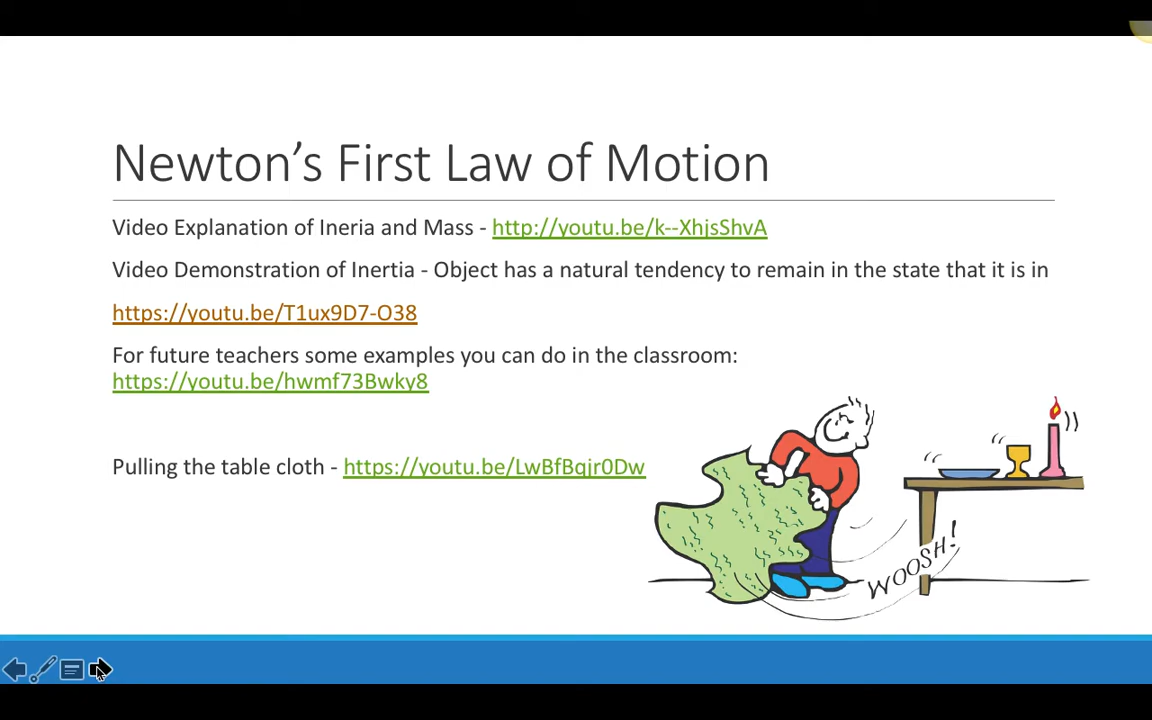 Newton’s First Law of Motion
Video Explanation of Ineria and Mass - http://youtu.be/k--XhjsShvA
Video Demonstration of Inertia - Object has a natural tendency to remain in the state that it is in
https://youtu.be/T1ux9D7-O38
For future teachers some examples you can do in the classroom:
https://youtu.be/hwmf73Bwky8
Pulling the table cloth - https://youtu.be/LwBfBqjr0Dw
WOOSH!